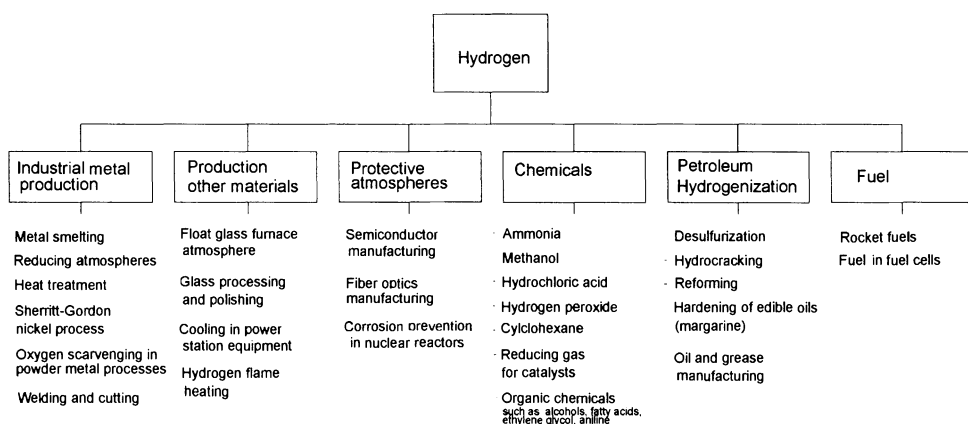 Hydrogen
Industrial metal
production
Metal smelting
Reducing atmospheres
Heat treatment
Sherritt-Gordon
nickel process
Oxygen scarvenging in
powder metal processes
Welding and cutting
Production
other materials
Float glass furnace
atmosphere
Glass processing
and polishing
Cooling in power
station equipment
Hydrogen flame
heating
Protective
atmospheres
Semiconductor
manufacturing
Fiber optics
manufacturing
Corrosion prevention
in nuclear reactors
Chemicals
Ammonia
Methanol
Hydrochloric acid
Hydrogen peroxide
Cylclohexane
Reducing gas
for catalysts
Organic chemicals
such as alcohols, fatty acids,
ethylene glycol, aniline
Petroleum
Hydrogenization
Desulfurization
Hydrocracking
Reforming
Hardening of edible oils
(margarine)
Oil and grease
manufacturing
Fuel
Rocket fuels
Fuel in fuel cells